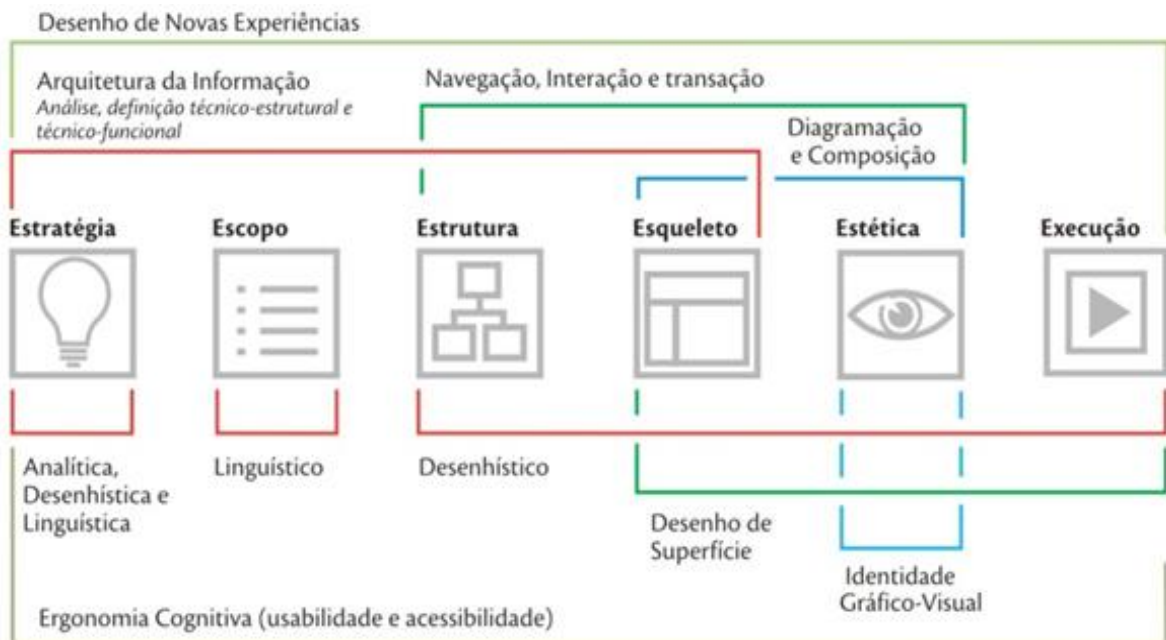 Desenho de Novas Experiências
Arquitetura da Informação
Análise, definição técnico-estrutural e
técnico-funcional
Navegação, Interação e transação
Diagramação
e Composição
Estratégia
Escopo
Estrutura
Esqueleto
Estética
Execução
Analítica,
Desenhística e
Linguística
Linguístico
Desenhístico
Desenho de
Superfície
Identidade
Gráfico-Visual
Ergonomia Cognitiva (usabilidade e acessibilidade)